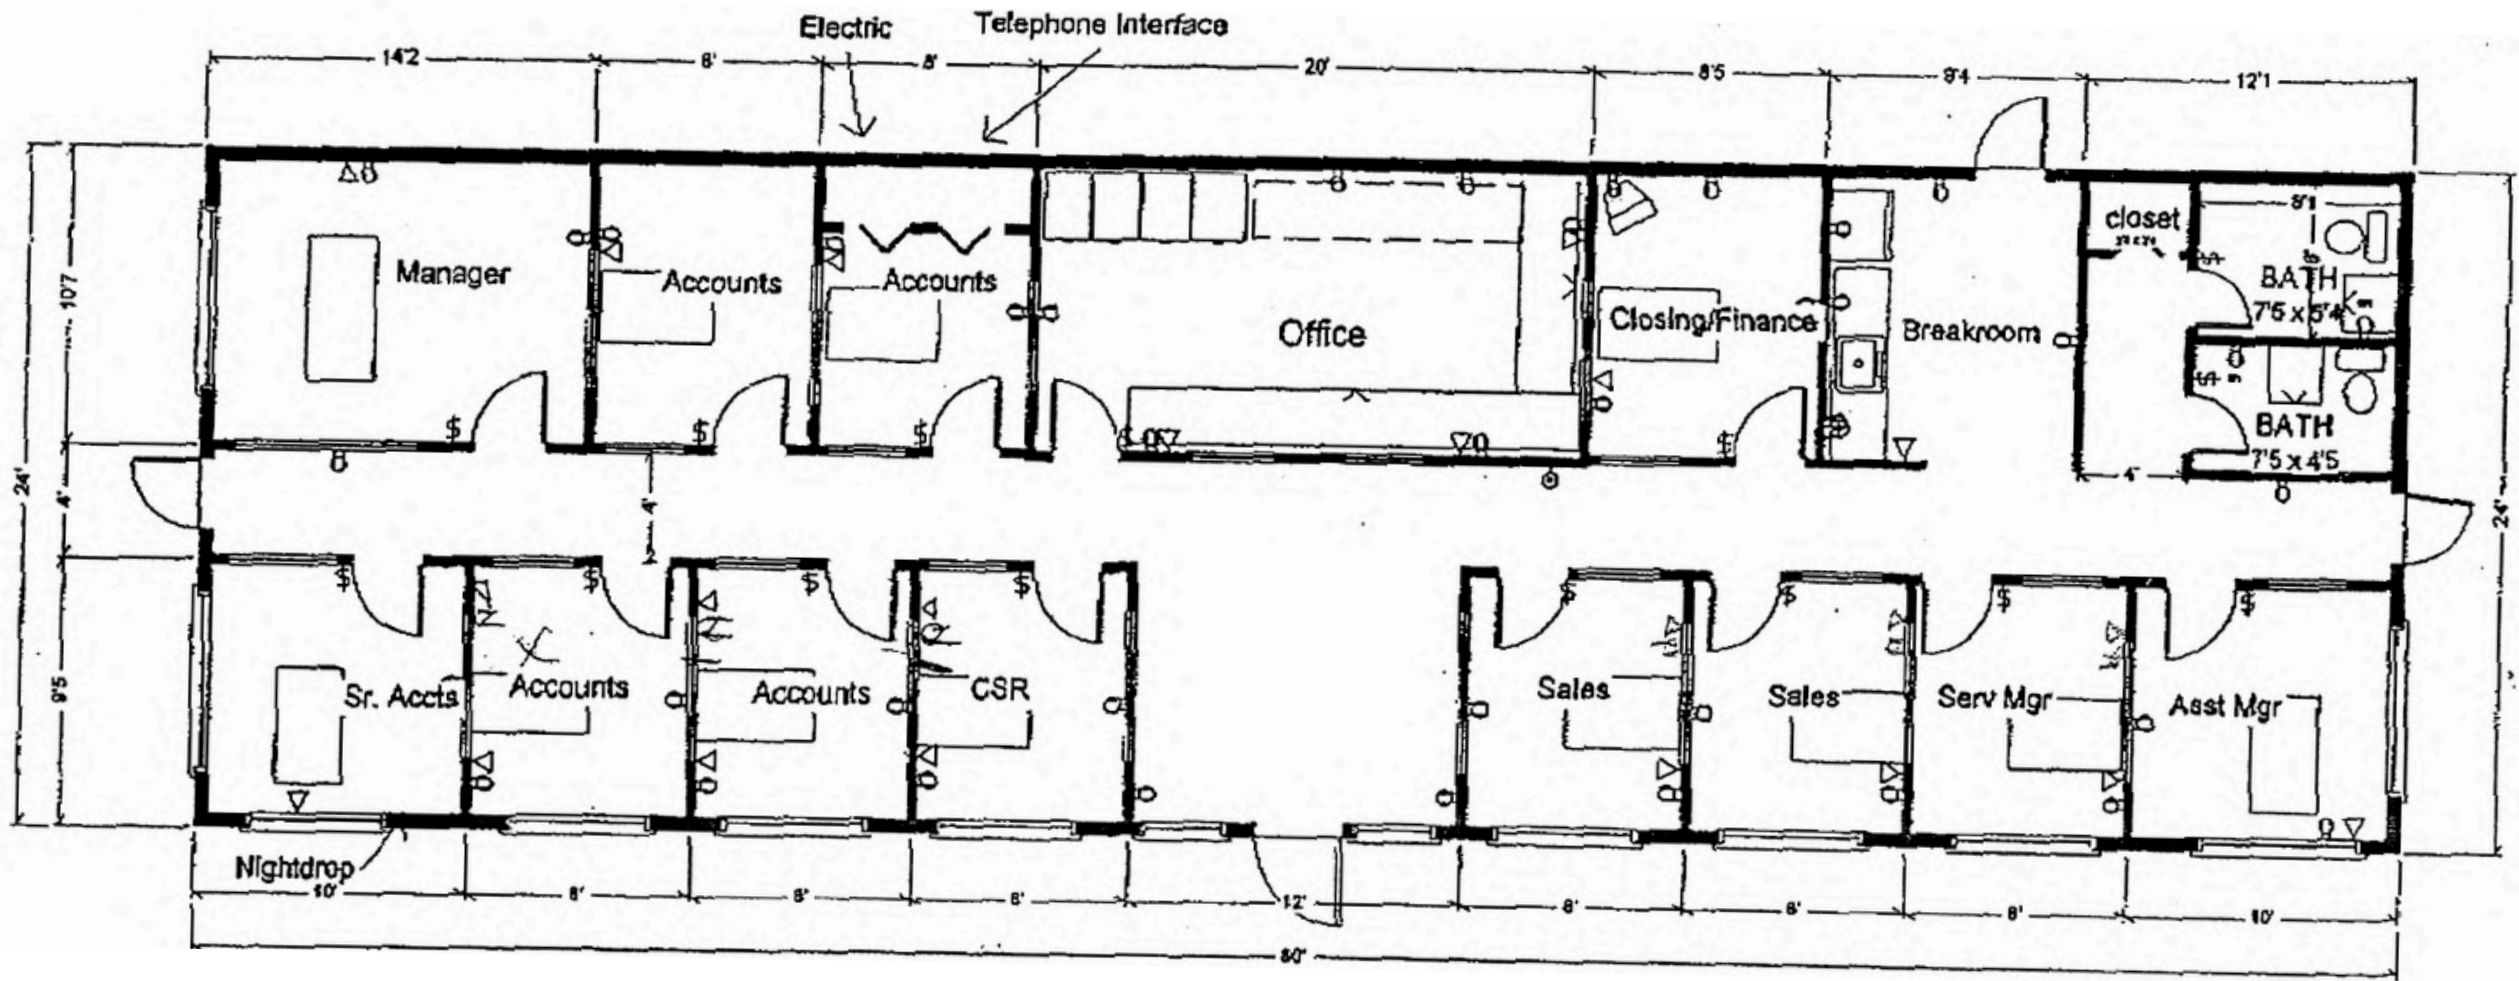 Electric
Telephone Interface
14'2
8'
8'
20'
8'5
9'4
12'1
closet
8'1
Manager
Accounts
Accounts
Office
Closing/Finance
Breakroom
BATH
7'5 x 5'4
10'7
24'
4'
4'
BATH
7'5 x 4'5
4'
24'
9'5
Sr. Accts
Accounts
Accounts
CSR
Sales
Sales
Serv Mgr
Asst Mgr
Nightdrop
10'
8'
8'
8'
12'
8'
8'
8'
10'
80'